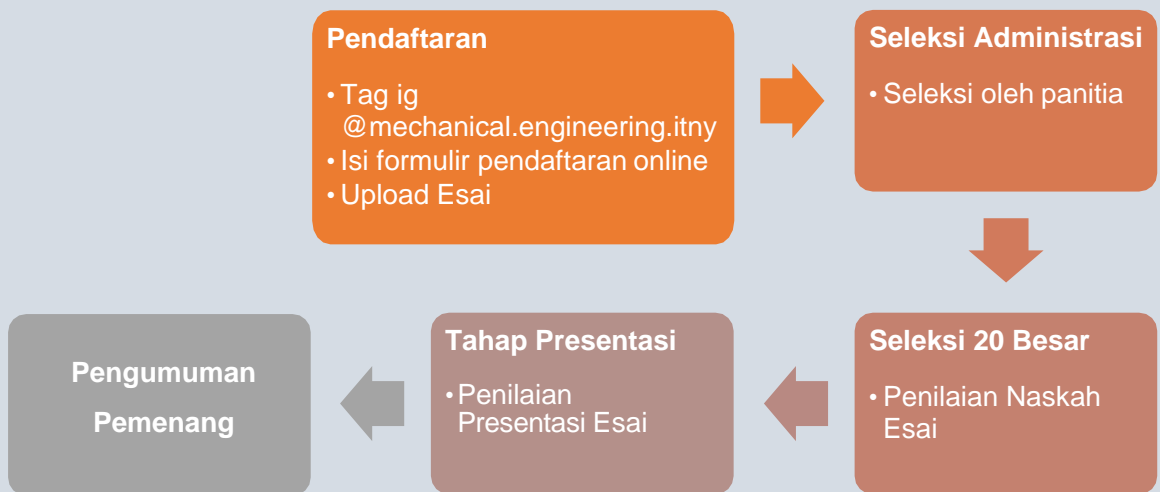 Pendaftaran
• Tag ig
@mechanical.engineering.itny
• Isi formulir pendaftaran online
• Upload Esai
Seleksi Administrasi
• Seleksi oleh panitia
Seleksi 20 Besar
• Penilaian Naskah
Esai
Tahap Presentasi
• Penilaian
Presentasi Esai
Pengumuman
Pemenang